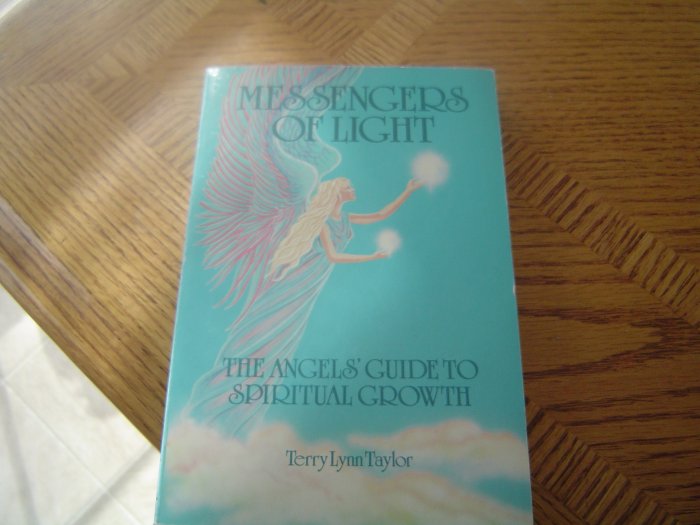 MESSENGERS
OF LIGHT
THE ANGELS' GUIDE TO
SPIRITUAL GROWTH
Terry Lynn Taylor